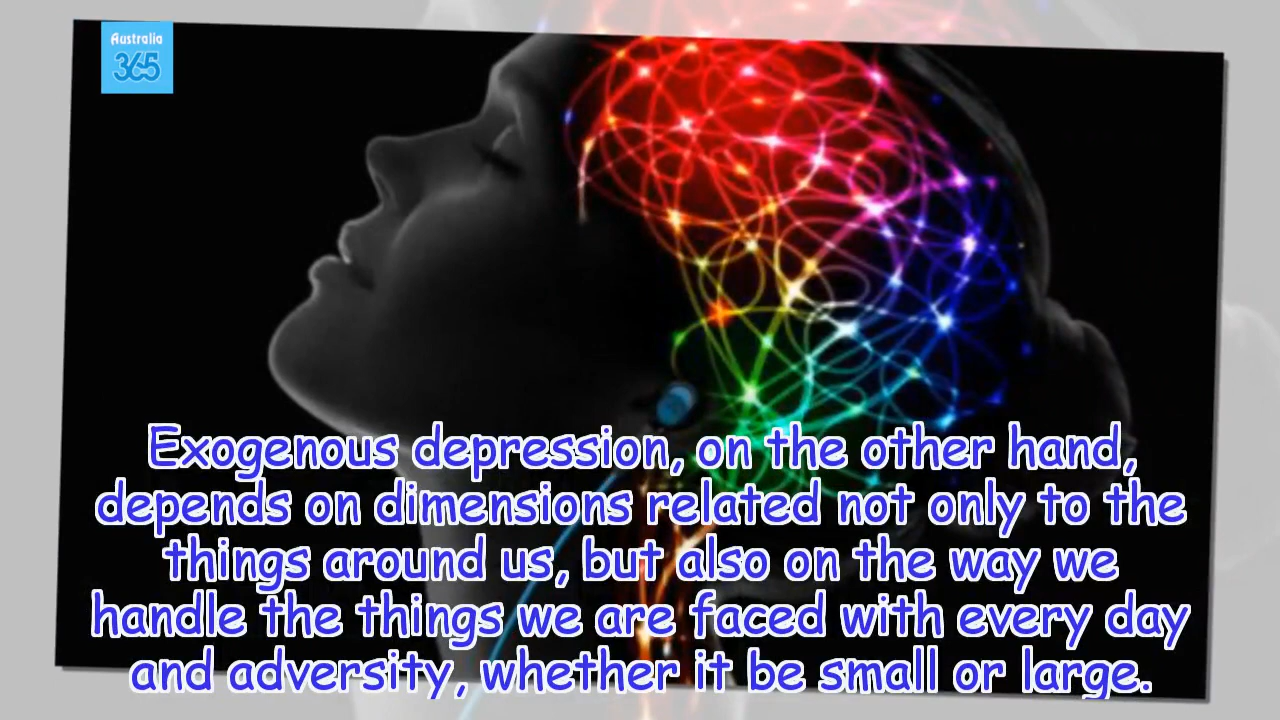 Australia
365
Exogenous depression, on the other hand,
depends on dimensions related not only to the
things around us, but also on the way we
handle the things we are faced with every day
and adversity, whether it be small or large.